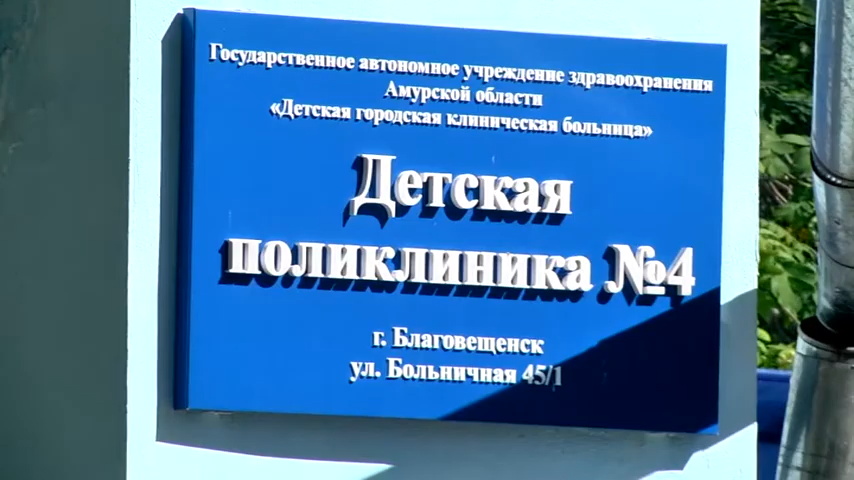 Государственное автономное учреждение здравоохранения
Амурской области
«Детская городская клиническая больница»
Детская
поликлиника №4
г. Благовещенск
ул. Больничная 45/1